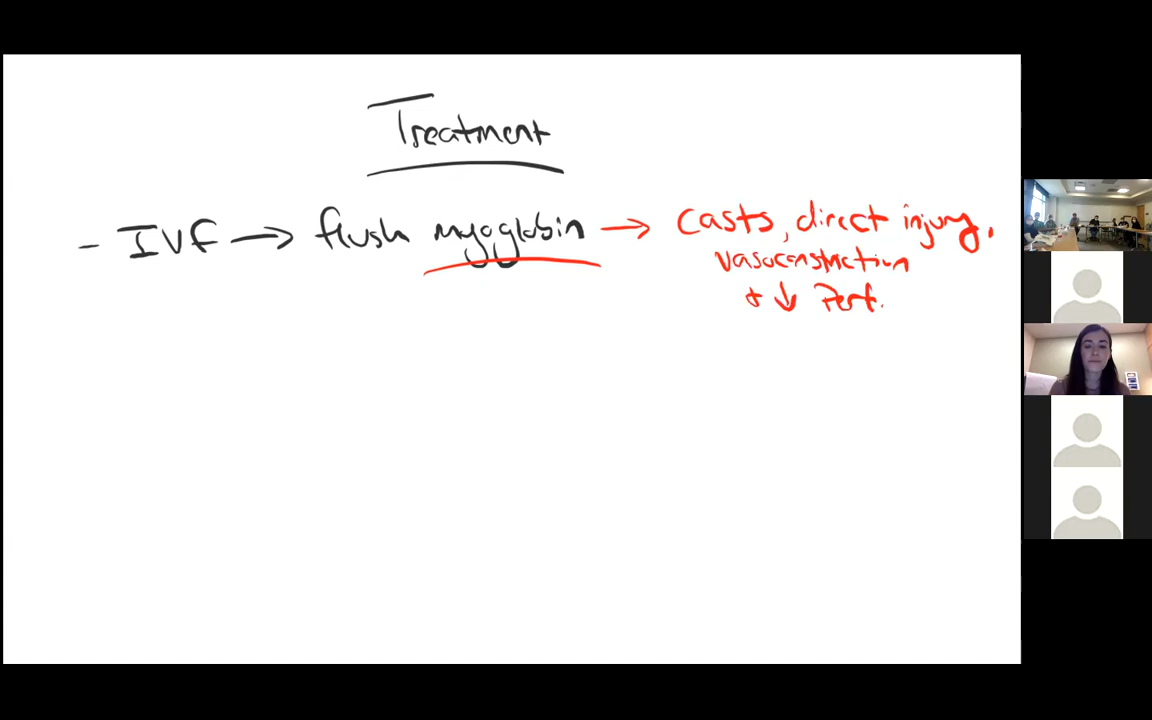 Treatment
- IVF → flush myoglobin → casts, direct injury.
vasoconstriction
+ ↓ Perf.